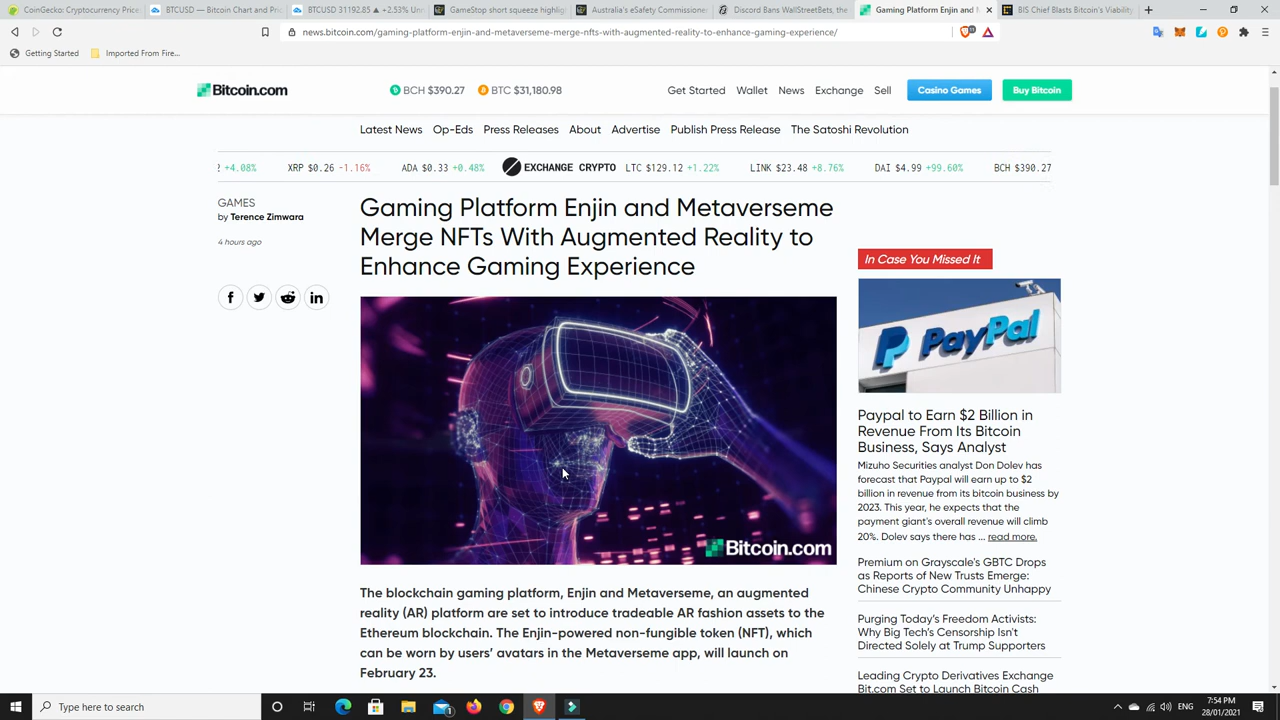 CoinGecko: Cryptocurrency Price
BTCUSD — Bitcoin Chart and Pri
BTCUSD 31192.85 ▲ +2.53% Unn
GameStop short squeeze highligh
Australia's eSafety Commissioner
Discord Bans WallStreetBets, the
Gaming Platform Enjin and M
BIS Chief Blasts Bitcoin's Viability
news.bitcoin.com/gaming-platform-enjin-and-metaverseme-merge-nfts-with-augmented-reality-to-enhance-gaming-experience/
Getting Started
Imported From Fire...
Bitcoin.com
BCH $390.27
BTC $31,180.98
Get Started
Wallet
News
Exchange
Sell
Casino Games
Buy Bitcoin
Latest News
Op-Eds
Press Releases
About
Advertise
Publish Press Release
The Satoshi Revolution
+4.08%
XRP $0.26 -1.16%
ADA $0.33 +0.48%
EXCHANGE CRYPTO
LTC $129.12 +1.22%
LINK $23.48 +8.76%
DAI $4.99 +99.60%
BCH $390.27
GAMES
by Terence Zimwara
4 hours ago
Gaming Platform Enjin and Metaverseme
Merge NFTs With Augmented Reality to
Enhance Gaming Experience
Bitcoin.com
The blockchain gaming platform, Enjin and Metaverseme, an augmented
reality (AR) platform are set to introduce tradeable AR fashion assets to the
Ethereum blockchain. The Enjin-powered non-fungible token (NFT), which
can be worn by users' avatars in the Metaverseme app, will launch on
February 23.
In Case You Missed It
PayPal
Paypal to Earn $2 Billion in
Revenue From Its Bitcoin
Business, Says Analyst
Mizuho Securities analyst Don Dolev has
forecast that Paypal will earn up to $2
billion in revenue from its bitcoin business by
2023. This year, he expects that the
payment giant's overall revenue will climb
20%. Dolev says there has ... read more.
Premium on Grayscale's GBTC Drops
as Reports of New Trusts Emerge:
Chinese Crypto Community Unhappy
Purging Today's Freedom Activists:
Why Big Tech's Censorship Isn't
Directed Solely at Trump Supporters
Leading Crypto Derivatives Exchange
Bit.com Set to Launch Bitcoin Cash
Type here to search
ENG
7:54 PM
28/01/2021